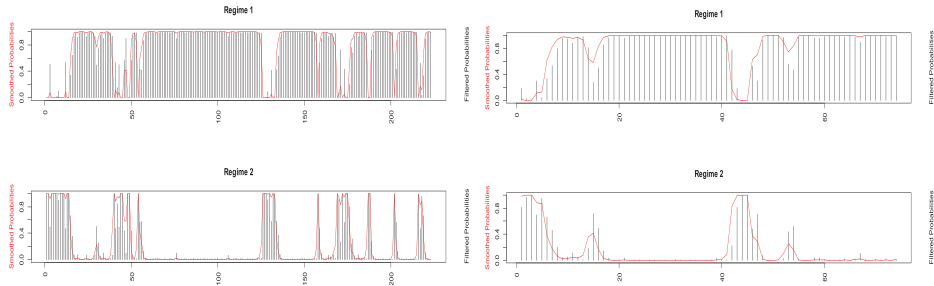 Regime 1
Smoothed Probabilities
0.0 0.4 0.8
Filtered Probabilities
0 50 100 150 200
Regime 1
Smoothed Probabilities
0.0 0.4 0.8
Filtered Probabilities
0 20 40 60
Regime 2
Smoothed Probabilities
0.0 0.4 0.8
Filtered Probabilities
0 50 100 150 200
Regime 2
Smoothed Probabilities
0.0 0.4 0.8
Filtered Probabilities
0 20 40 60